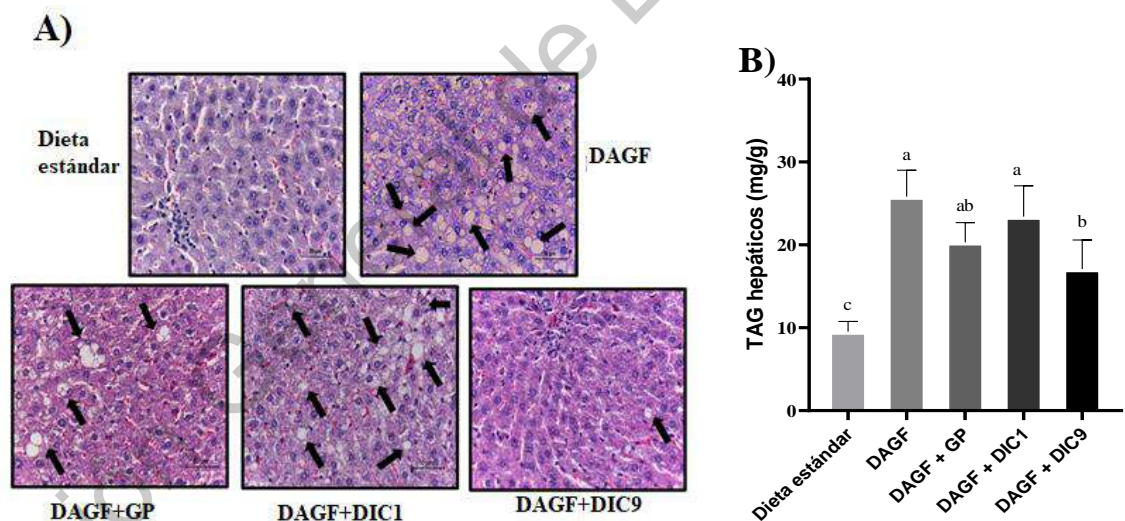 A)
Dieta
estándar
DAGF
DAGF+GP
DAGF+DIC1
DAGF+DIC9
B)
TAG hepáticos (mg/g)
40
30
20
10
0
a
ab
a
b
c
Dieta estándar
DAGF
DAGF + GP
DAGF + DIC1
DAGF + DIC9